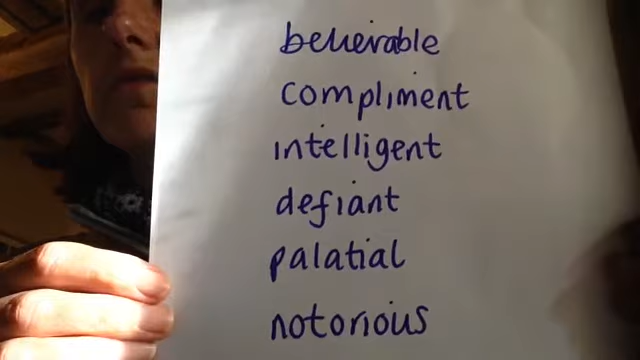 believable
compliment
intelligent
defiant
palatial
notorious